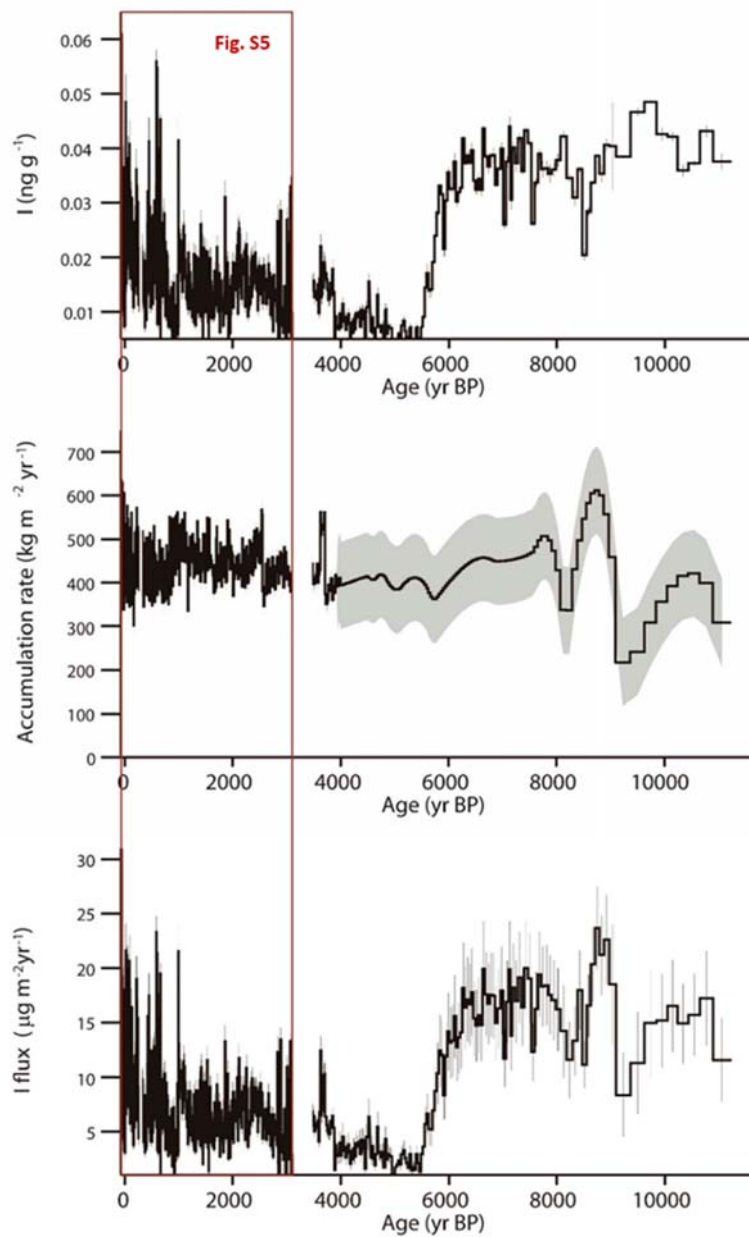 Fig. S5
0.06
0.05
0.04
0.03
0.02
0.01
I (ng g⁻¹)
0 2000 4000 6000 8000 10000
Age (yr BP)
700
600
500
400
300
200
100
0
Accumulation rate (kg m ⁻² yr⁻¹)
0 2000 4000 6000 8000 10000
Age (yr BP)
30
25
20
15
10
5
I flux ( μg m⁻²yr⁻¹)
0 2000 4000 6000 8000 10000
Age (yr BP)